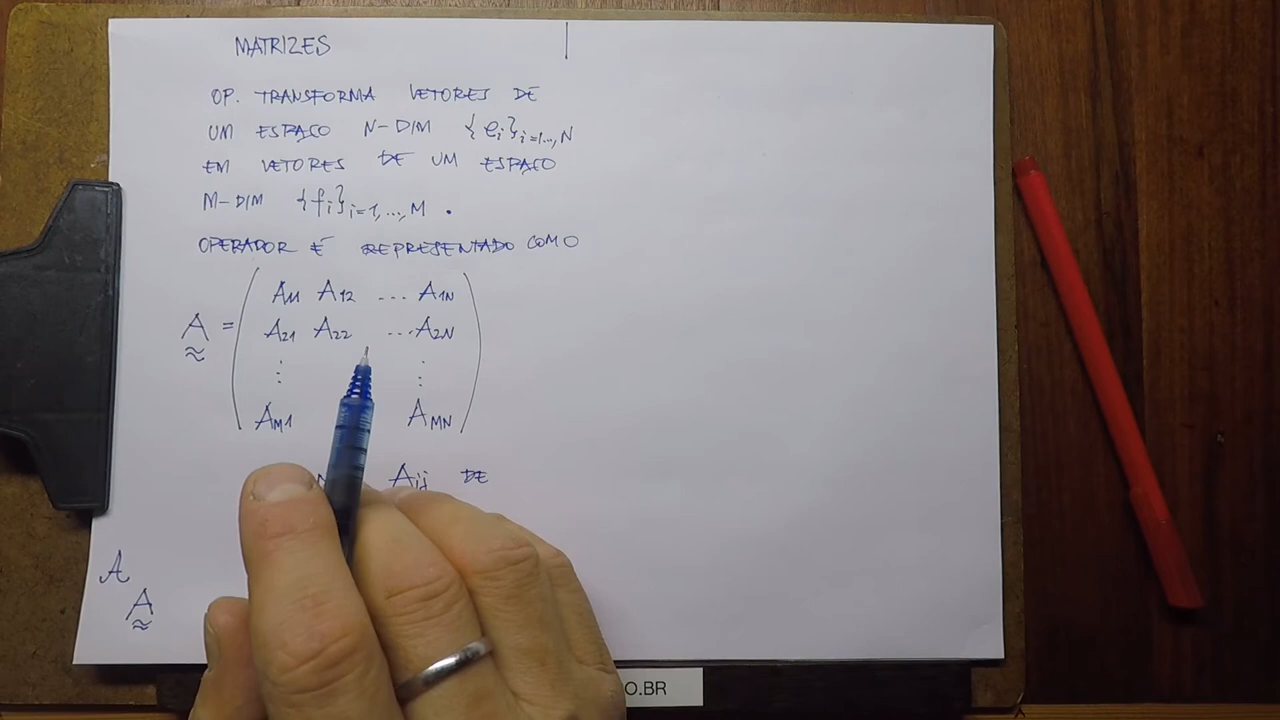 MATRIZES
OP. TRANSFORMA VETORES DE
UM ESPAÇO N-DIM {ei}i=1...,N
EM VETORES DE UM ESPAÇO
M-DIM {fi}i=1,...,M .
OPERADOR É REPRESENTADO COMO
A11 A12 ... A1N
A = A21 A22 ... A2N
≈ ⋮ ⋮
AM1 AMN
Aij DE
A
A
≈
O.BR